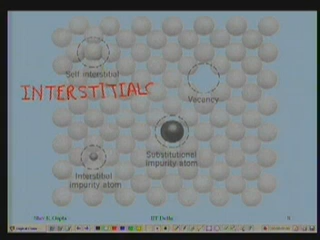 Self interstitial
INTERSTITIALS
Vacancy
Substitutional
impurity atom
Interstitial
impurity atom
IIT Delhi